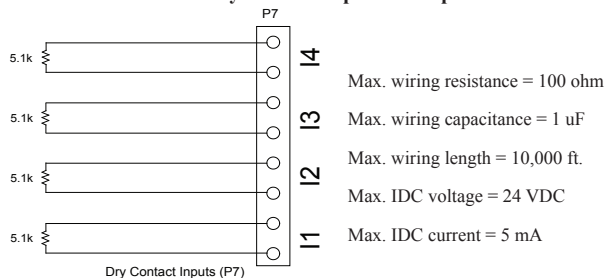 P7
5.1k
I4
Max. wiring resistance = 100 ohm
5.1k
I3
Max. wiring capacitance = 1 uF
Max. wiring length = 10,000 ft.
5.1k
I2
Max. IDC voltage = 24 VDC
5.1k
I1
Max. IDC current = 5 mA
Dry Contact Inputs (P7)